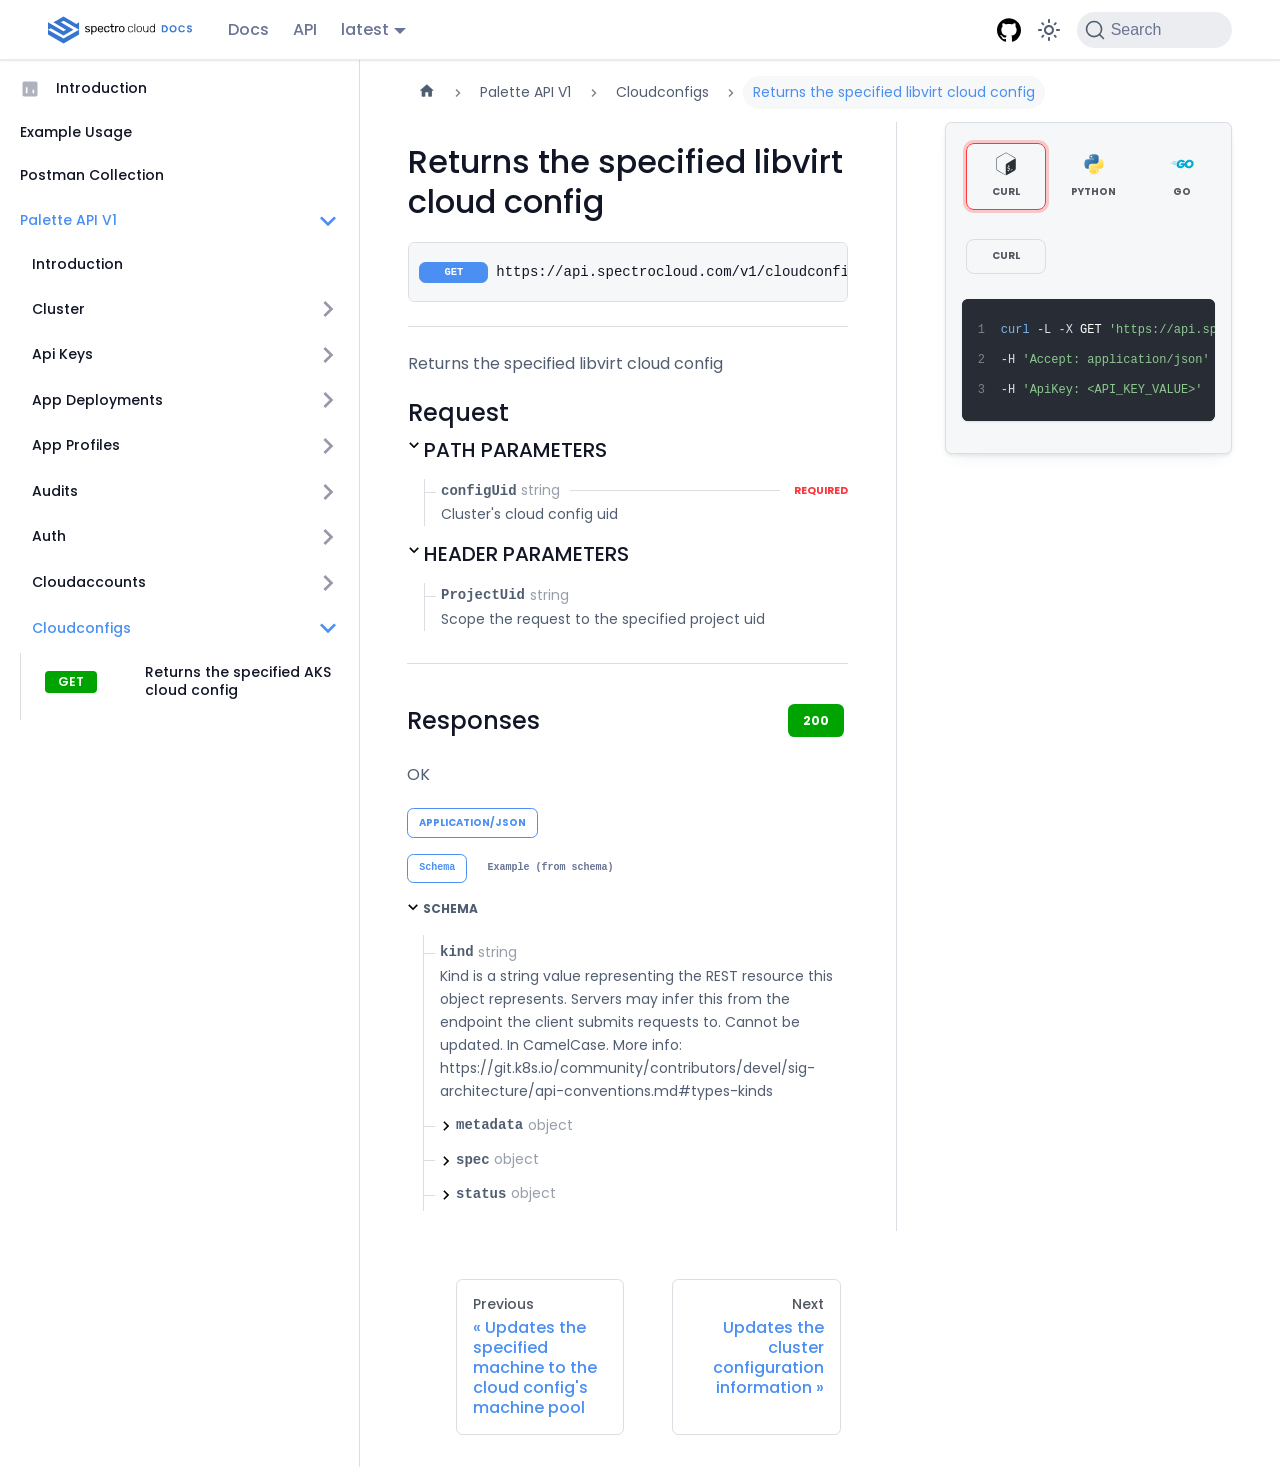 spectro cloud DOCS
Docs
API
latest
Search
Introduction
Example Usage
Postman Collection
Palette API V1
Introduction
Cluster
Api Keys
App Deployments
App Profiles
Audits
Auth
Cloudaccounts
Cloudconfigs
GET
Returns the specified AKS
cloud config
Palette API V1
Cloudconfigs
Returns the specified libvirt cloud config
Returns the specified libvirt
cloud config
GET
https://api.spectrocloud.com/v1/cloudconfi
Returns the specified libvirt cloud config
Request
PATH PARAMETERS
configUid string
REQUIRED
Cluster's cloud config uid
HEADER PARAMETERS
ProjectUid string
Scope the request to the specified project uid
Responses
200
OK
APPLICATION/JSON
Schema
Example (from schema)
SCHEMA
kind string
Kind is a string value representing the REST resource this
object represents. Servers may infer this from the
endpoint the client submits requests to. Cannot be
updated. In CamelCase. More info:
https://git.k8s.io/community/contributors/devel/sig-
architecture/api-conventions.md#types-kinds
metadata object
spec object
status object
CURL
PYTHON
GO
CURL
1 curl -L -X GET 'https://api.sp
2 -H 'Accept: application/json'
3 -H 'ApiKey: <API_KEY_VALUE>'
Previous
« Updates the
specified
machine to the
cloud config's
machine pool
Next
Updates the
cluster
configuration
information »